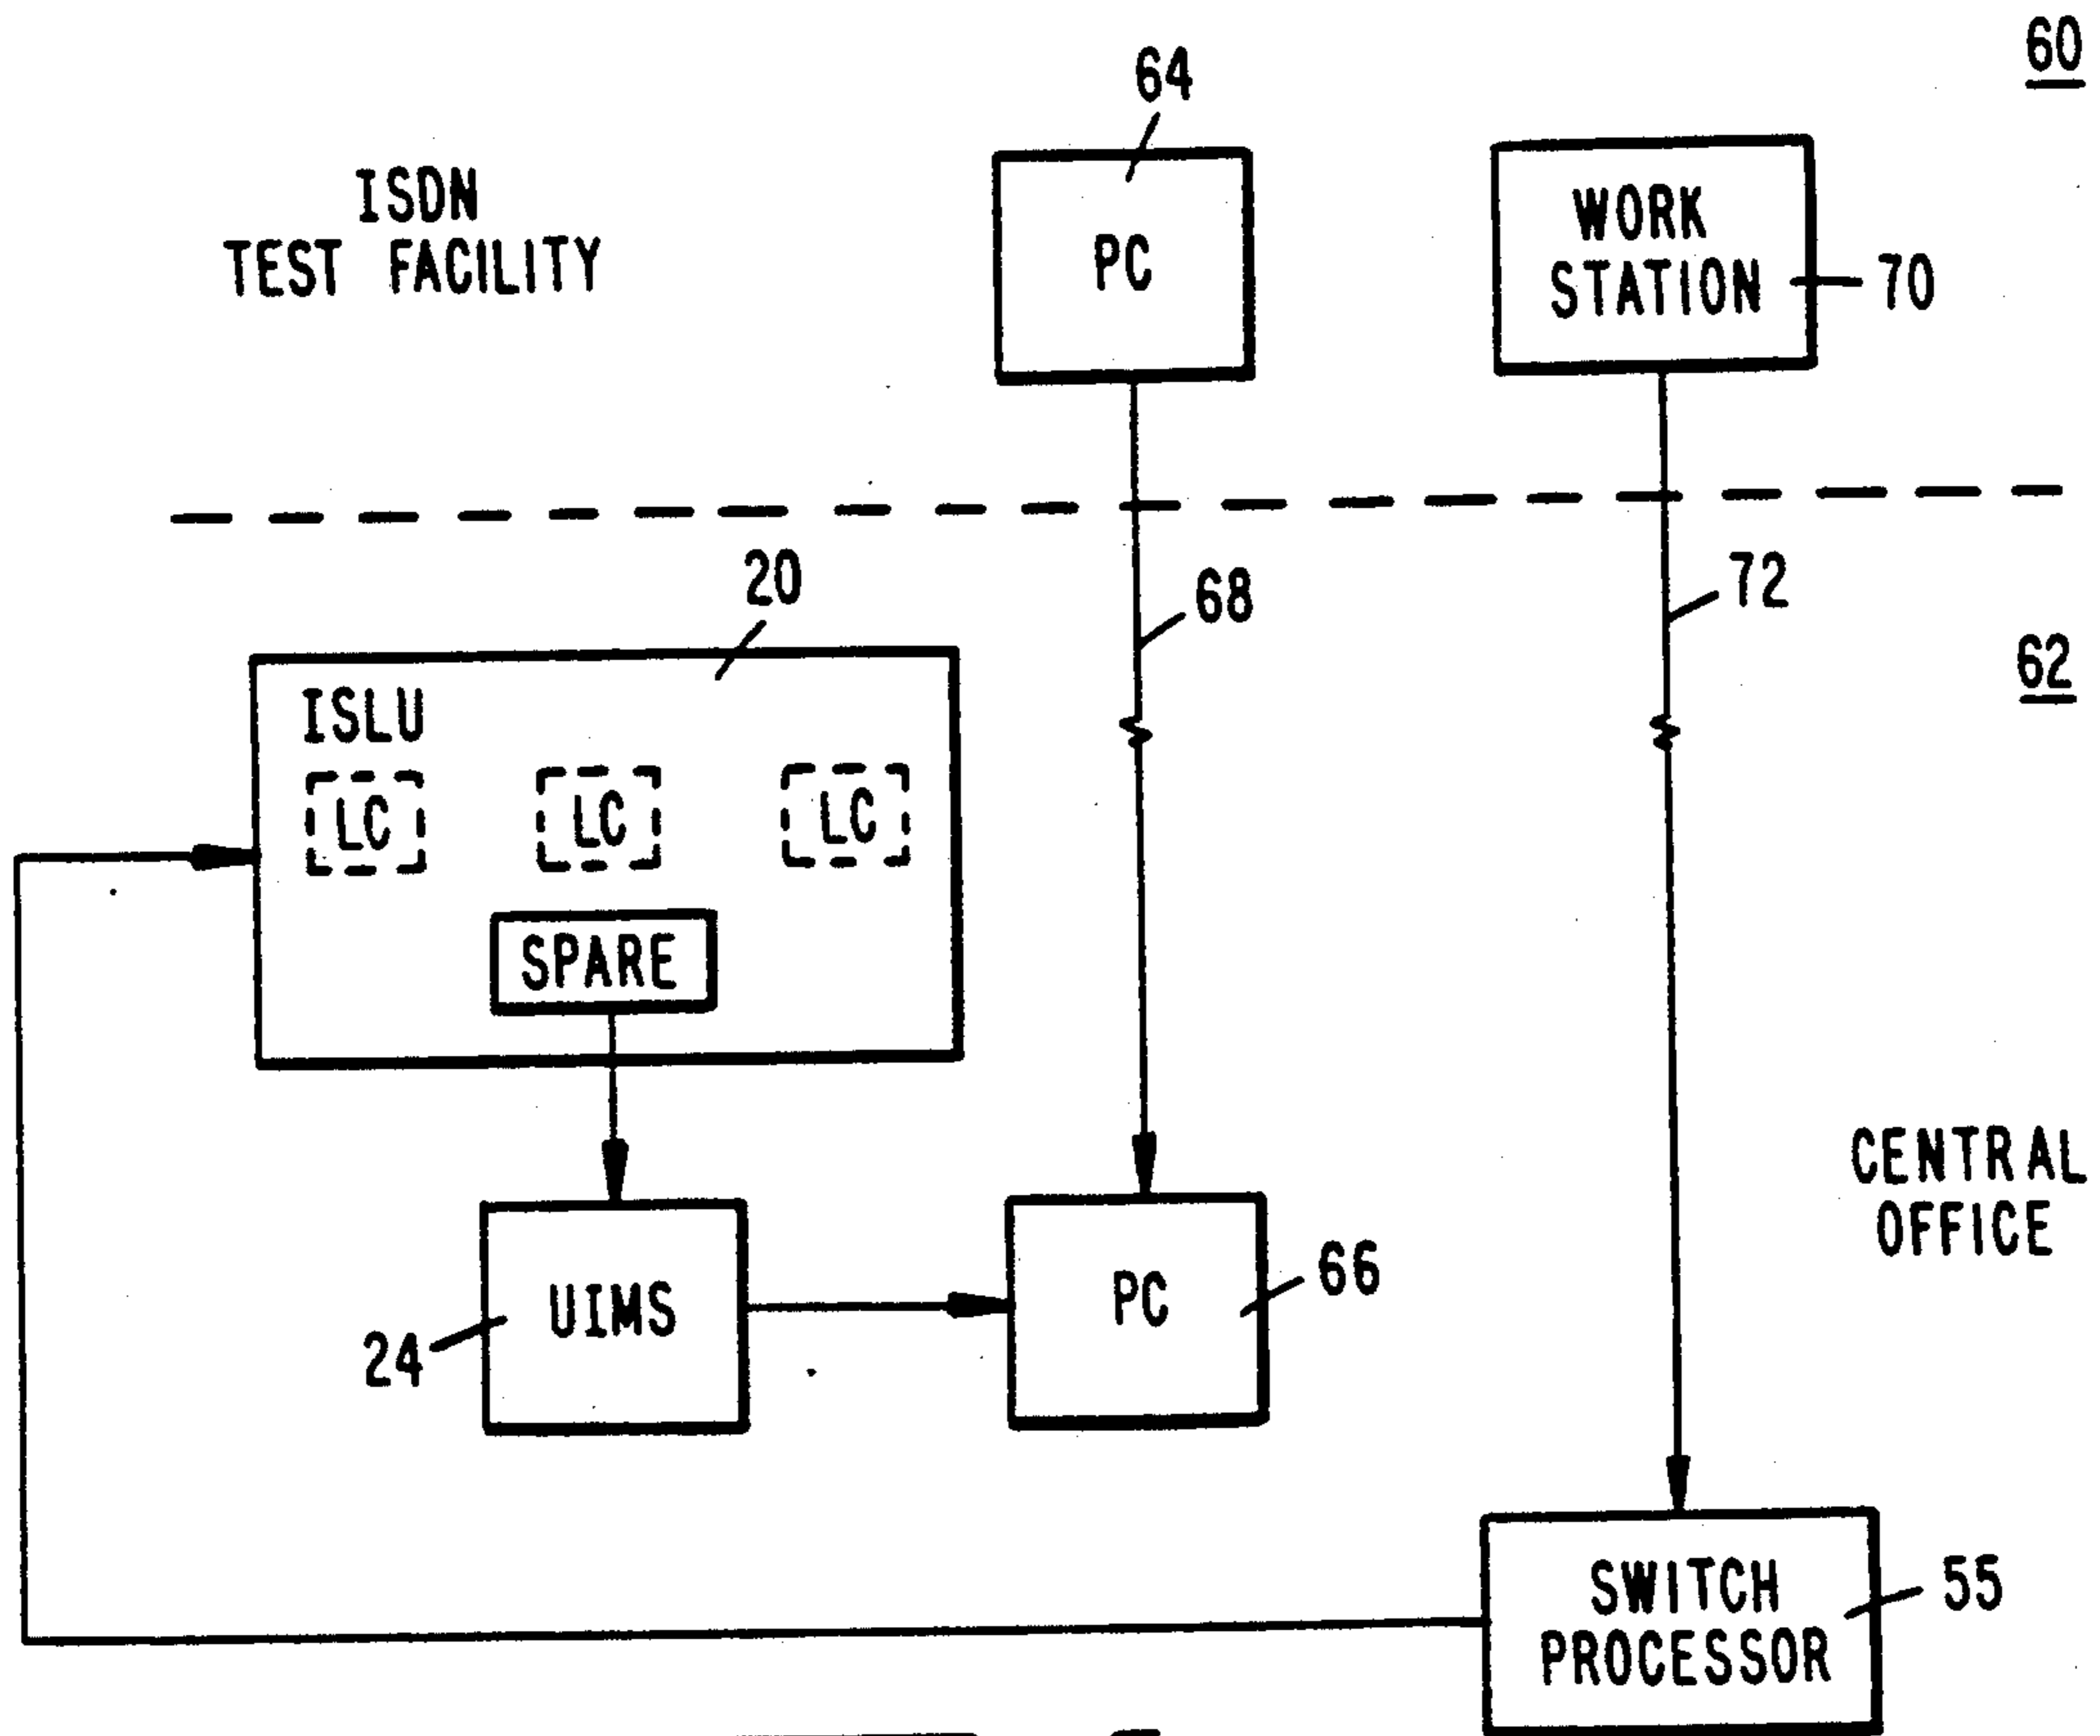 60
64
ISDN
TEST FACILITY
PC
WORK
STATION
70
20
68
72
62
ISLU
LC
LC
LC
SPARE
CENTRAL
OFFICE
UIMS
24
PC
66
SWITCH
PROCESSOR
55